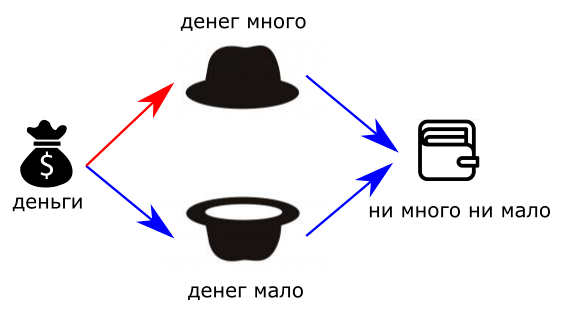 денег много
$
деньги
ни много ни мало
денег мало